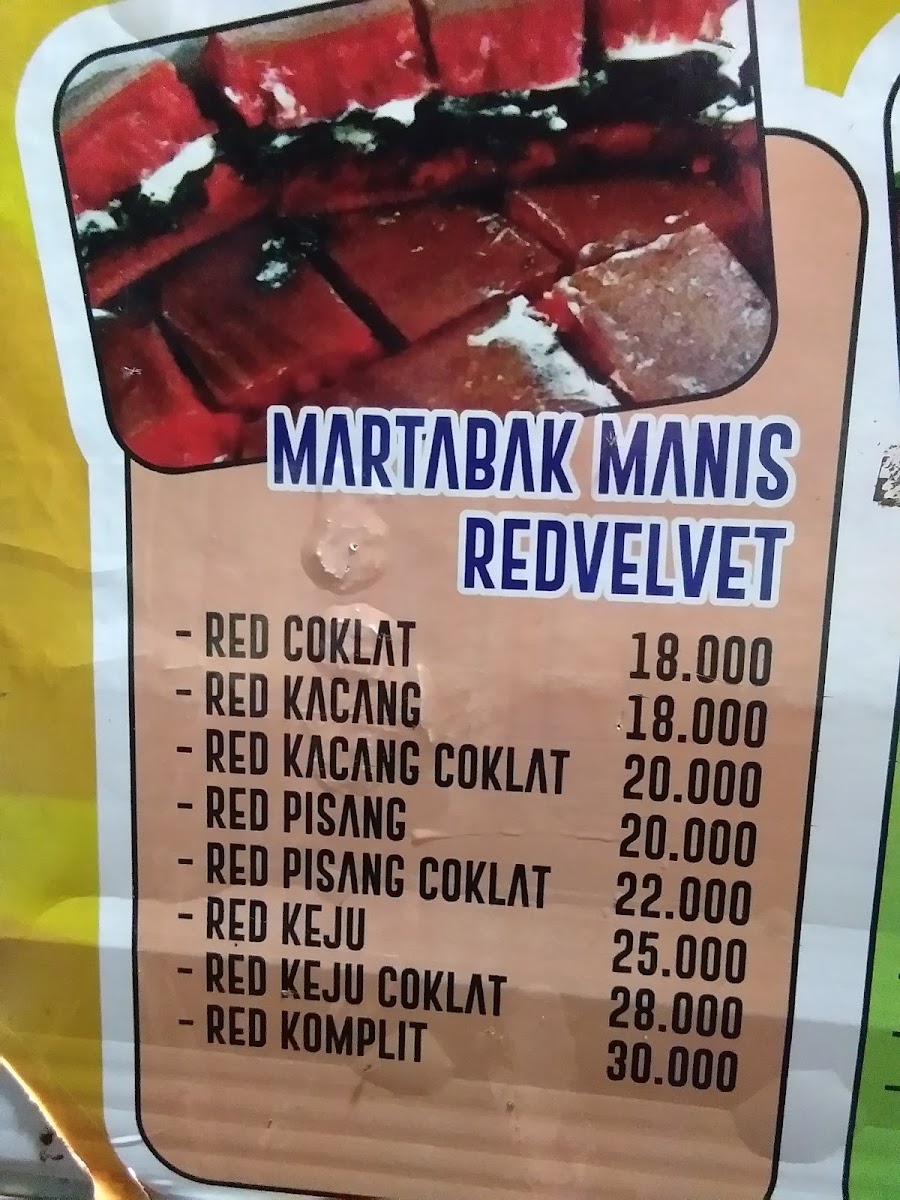 MARTABAK MANIS
REDVELVET
- RED COKLAT 18.000
- RED KACANG 18.000
- RED KACANG COKLAT 20.000
- RED PISANG 20.000
- RED PISANG COKLAT 22.000
- RED KEJU 25.000
- RED KEJU COKLAT 28.000
- RED KOMPLIT 30.000